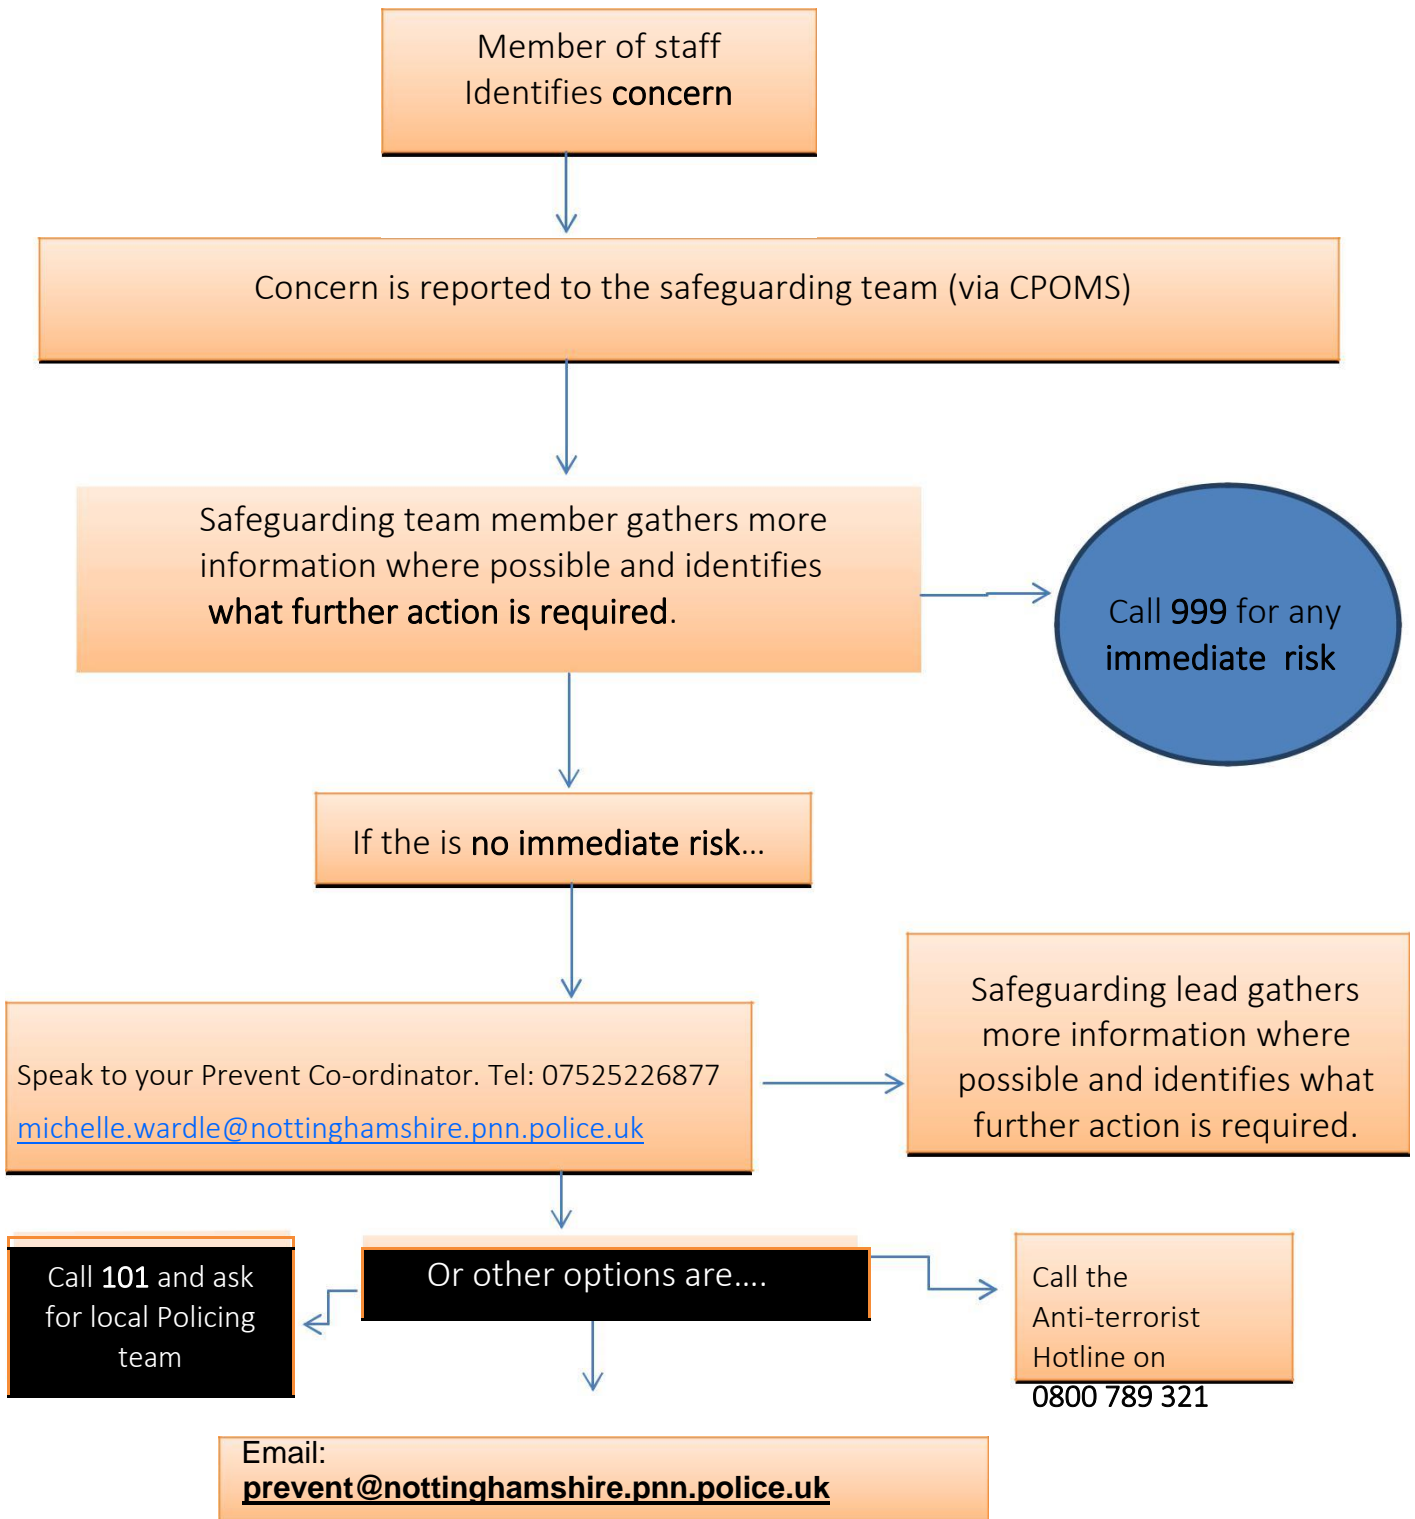 Member of staff
Identifies concern
Concern is reported to the safeguarding team (via CPOMS)
Safeguarding team member gathers more
information where possible and identifies
what further action is required.
Call 999 for any
immediate risk
If the is no immediate risk...
Speak to your Prevent Co-ordinator. Tel: 07525226877
michelle.wardle@nottinghamshire.pnn.police.uk
Safeguarding lead gathers
more information where
possible and identifies what
further action is required.
Call 101 and ask
for local Policing
team
Or other options are....
Call the
Anti-terrorist
Hotline on
0800 789 321
Email:
prevent@nottinghamshire.pnn.police.uk